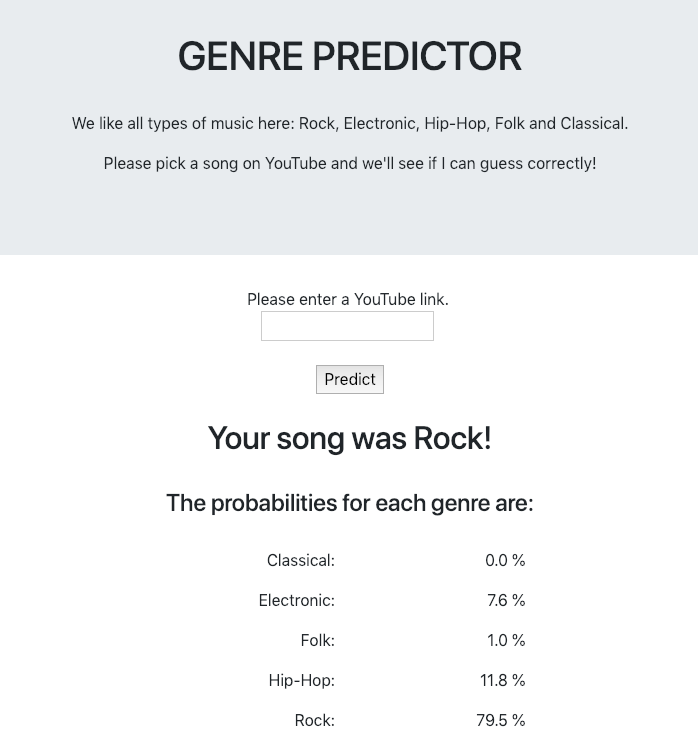 GENRE PREDICTOR
We like all types of music here: Rock, Electronic, Hip-Hop, Folk and Classical.
Please pick a song on YouTube and we'll see if I can guess correctly!
Please enter a YouTube link.
Predict
Your song was Rock!
The probabilities for each genre are:
Classical: 0.0 %
Electronic: 7.6 %
Folk: 1.0 %
Hip-Hop: 11.8 %
Rock: 79.5 %